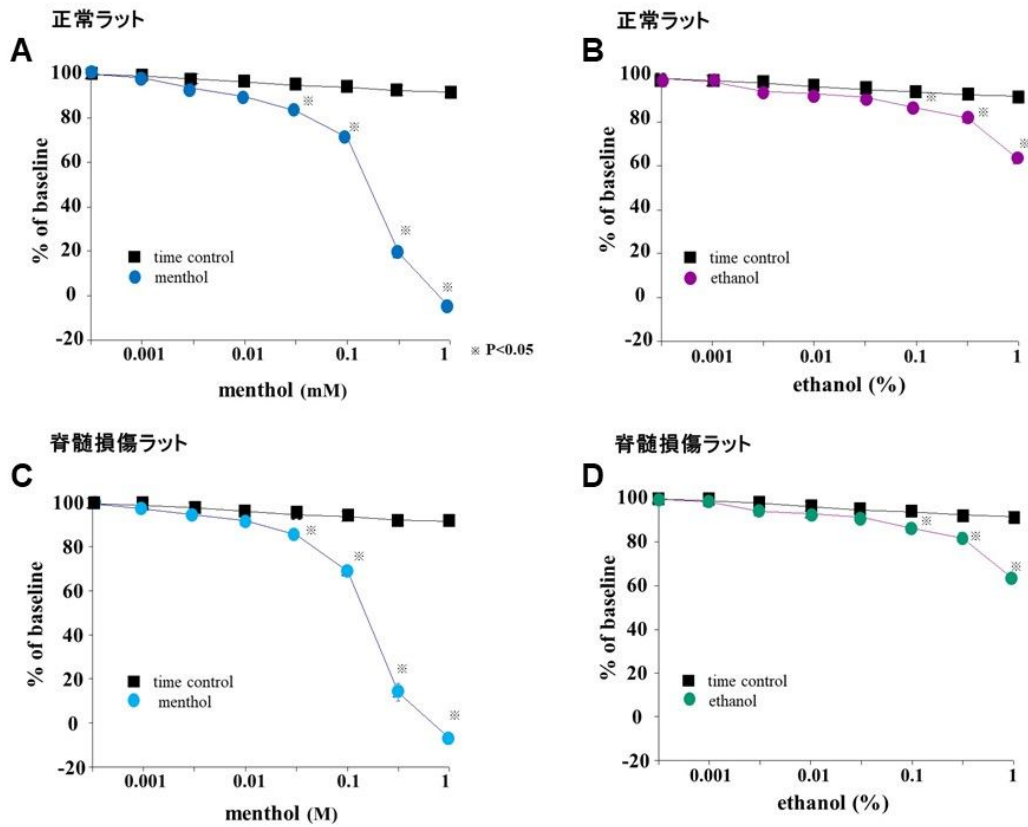 正常ラット
A
% of baseline
100
80
60
40
20
0
-20
※
※
※
※
time control
menthol
0.001
0.01
0.1
1
※ P<0.05
menthol (mM)
正常ラット
B
% of baseline
100
80
60
40
20
0
-20
※
※
※
time control
ethanol
0.001
0.01
0.1
1
ethanol (%)
脊髄損傷ラット
C
% of baseline
100
80
60
40
20
0
-20
※
※
※
※
time control
menthol
0.001
0.01
0.1
1
menthol (M)
脊髄損傷ラット
D
% of baseline
100
80
60
40
20
0
-20
※
※
※
time control
ethanol
0.001
0.01
0.1
1
ethanol (%)